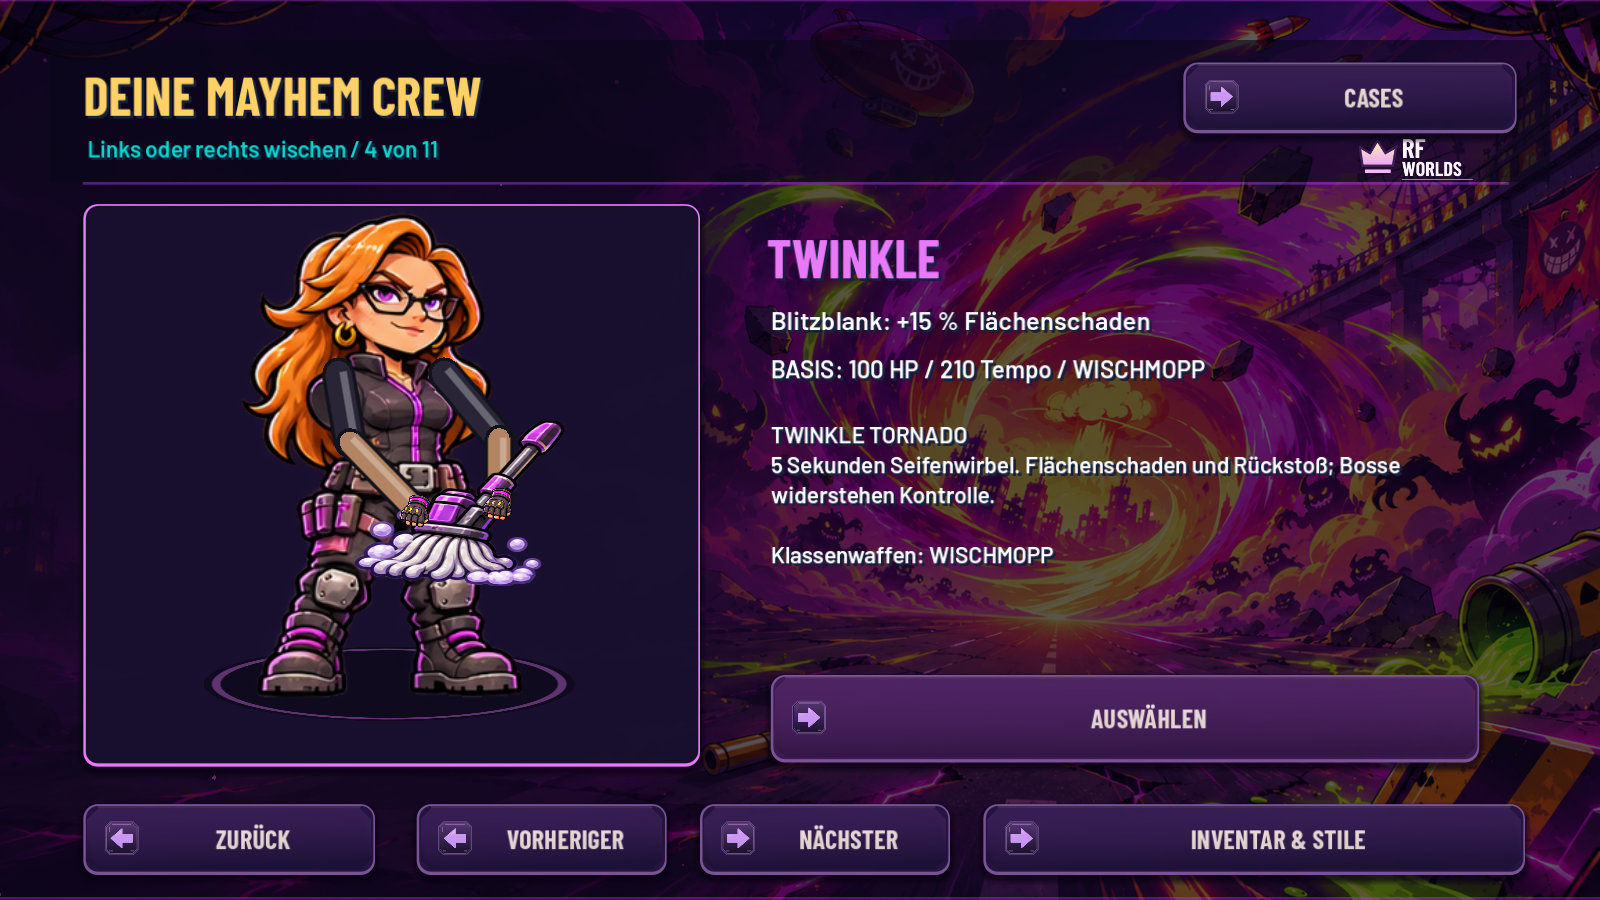 DEINE MAYHEM CREW
Links oder rechts wischen / 4 von 11
CASES
RF
WORLDS
TWINKLE
Blitzblank: +15 % Flächenschaden
BASIS: 100 HP / 210 Tempo / WISCHMOPP
TWINKLE TORNADO
5 Sekunden Seifenwirbel. Flächenschaden und Rückstoß; Bosse
widerstehen Kontrolle.
Klassenwaffen: WISCHMOPP
AUSWÄHLEN
ZURÜCK
VORHERIGER
NÄCHSTER
INVENTAR & STILE